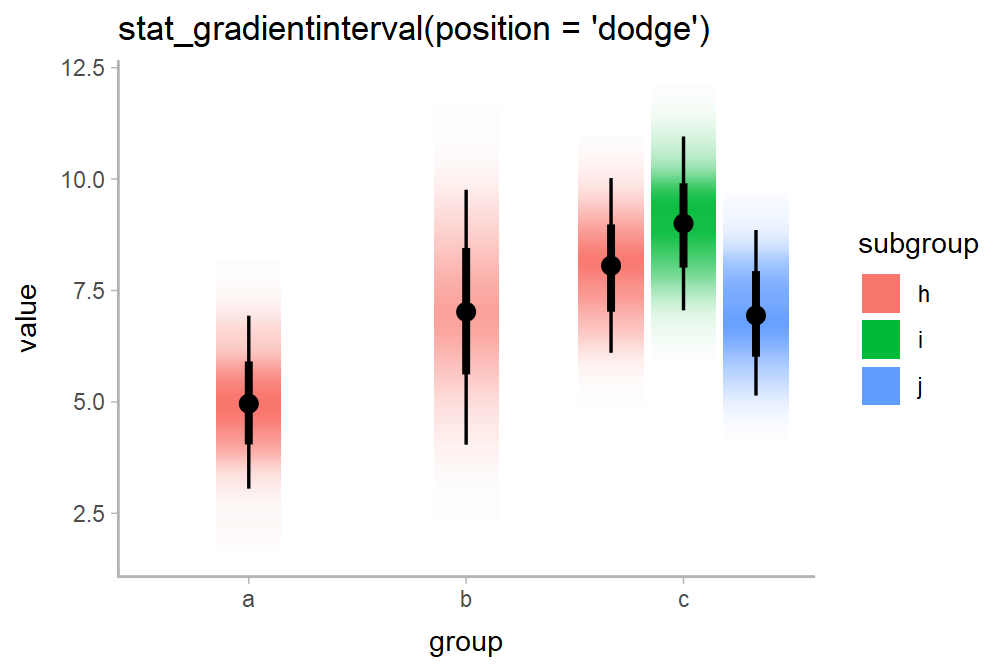 stat_gradientinterval(position = 'dodge')
12.5
10.0
7.5
5.0
2.5
value
a
b
c
group
subgroup
h
i
j